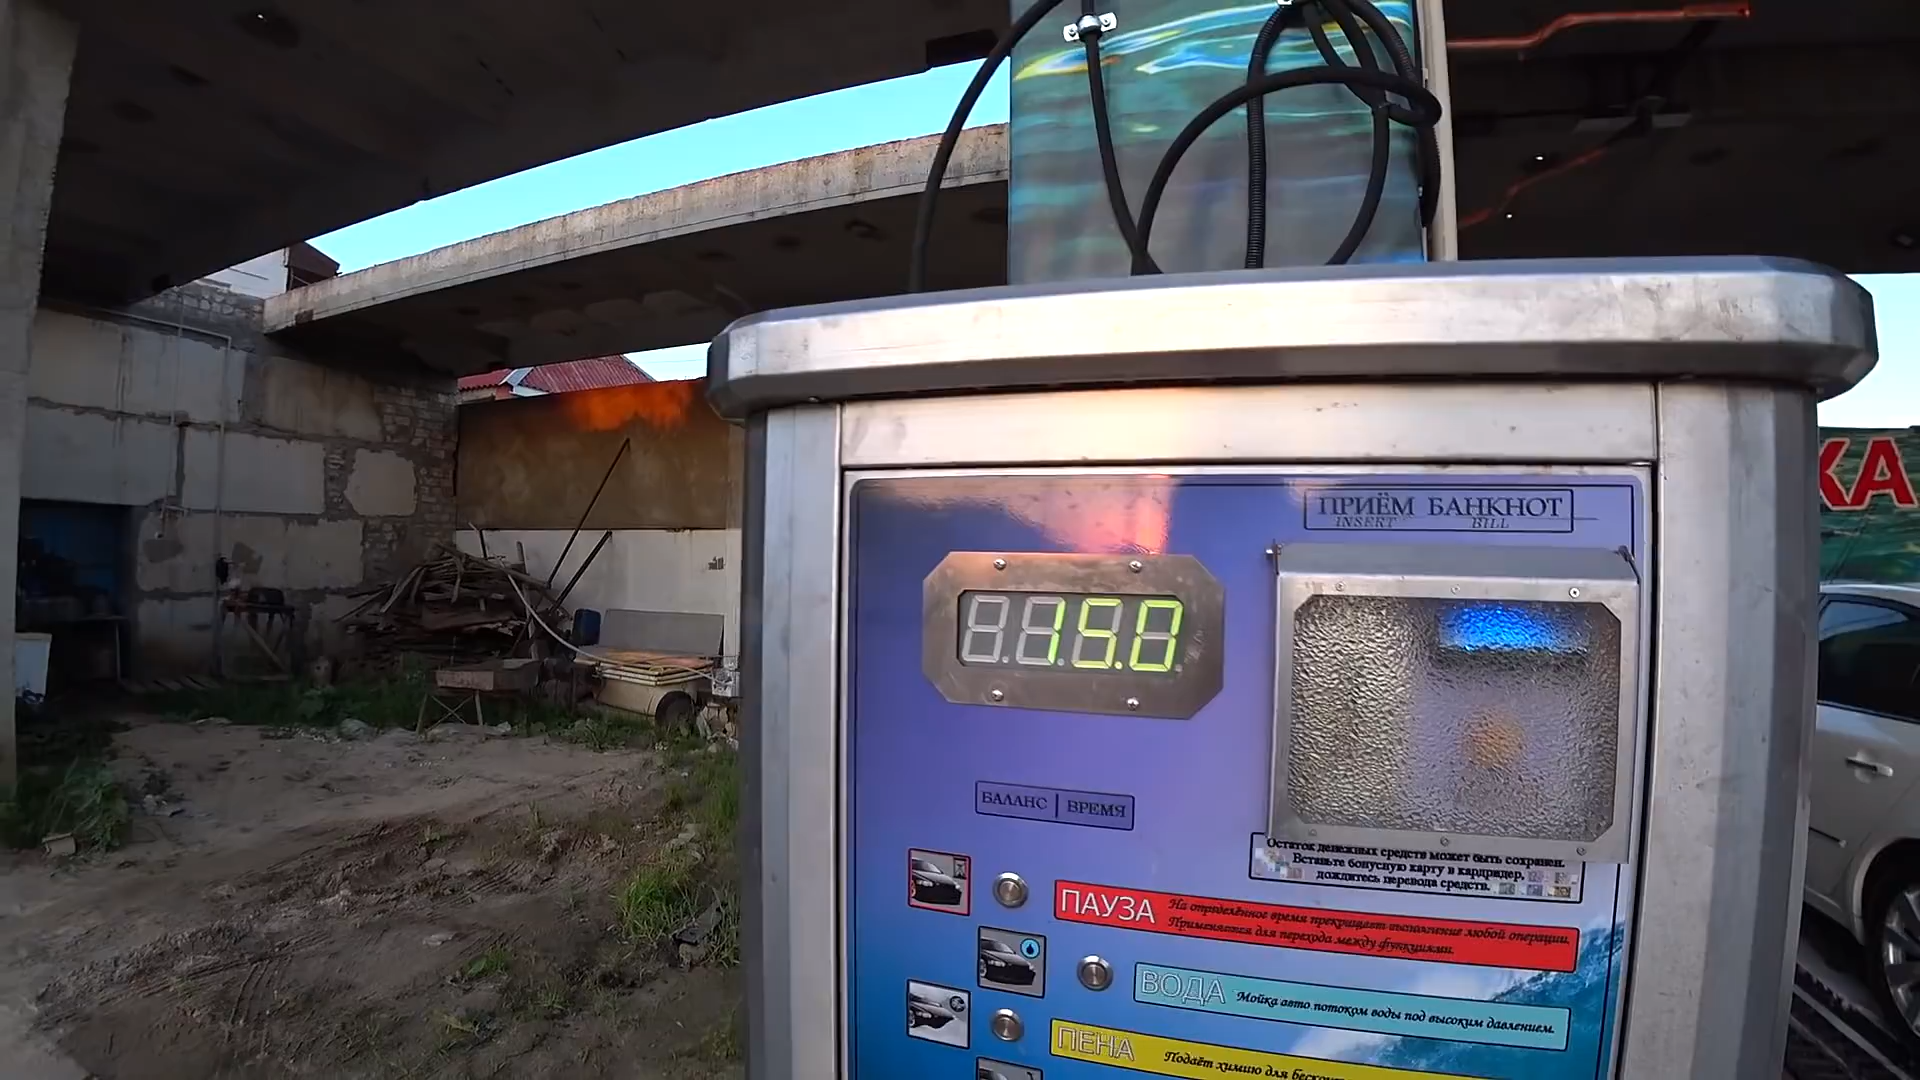 ПРИЁМ БАНКНОТ
INSERT BILL
КА
150
БАЛАНС | ВРЕМЯ
Остаток денежных средств может быть сохранен.
Вставьте бонусную карту в кардридер,
дождитесь перевода средств.
ПАУЗА
На определённое время прекращает выполнение любой операции.
Применяется для перехода между функциями.
ВОДА
Мойка авто потоком воды под высоким давлением.
ПЕНА
Подаёт химию для